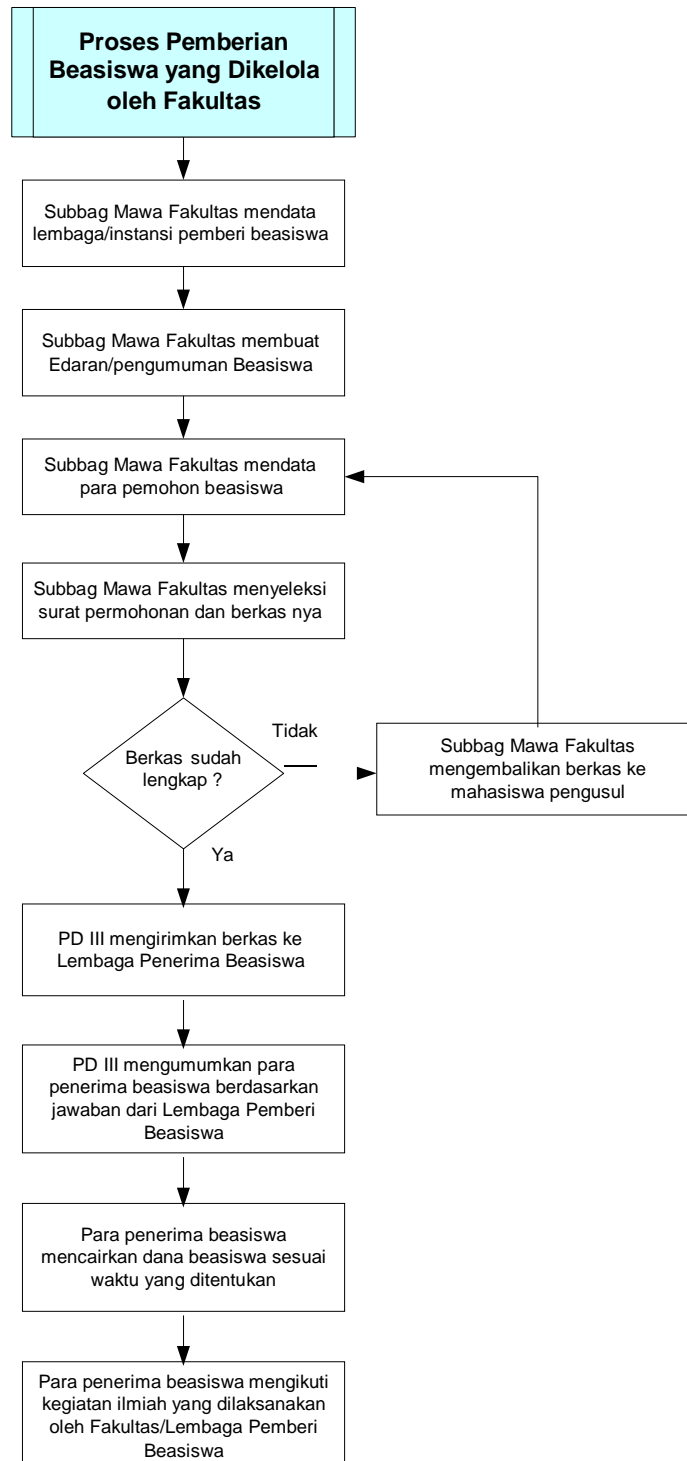 Proses Pemberian
Beasiswa yang Dikelola
oleh Fakultas
Subbag Mawa Fakultas mendata
lembaga/instansi pemberi beasiswa
Subbag Mawa Fakultas membuat
Edaran/pengumuman Beasiswa
Subbag Mawa Fakultas mendata
para pemohon beasiswa
Subbag Mawa Fakultas menyeleksi
surat permohonan dan berkas nya
Berkas sudah
lengkap ?
Tidak
Subbag Mawa Fakultas
mengembalikan berkas ke
mahasiswa pengusul
Ya
PD III mengirimkan berkas ke
Lembaga Penerima Beasiswa
PD III mengumumkan para
penerima beasiswa berdasarkan
jawaban dari Lembaga Pemberi
Beasiswa
Para penerima beasiswa
mencairkan dana beasiswa sesuai
waktu yang ditentukan
Para penerima beasiswa mengikuti
kegiatan ilmiah yang dilaksanakan
oleh Fakultas/Lembaga Pemberi
Beasiswa